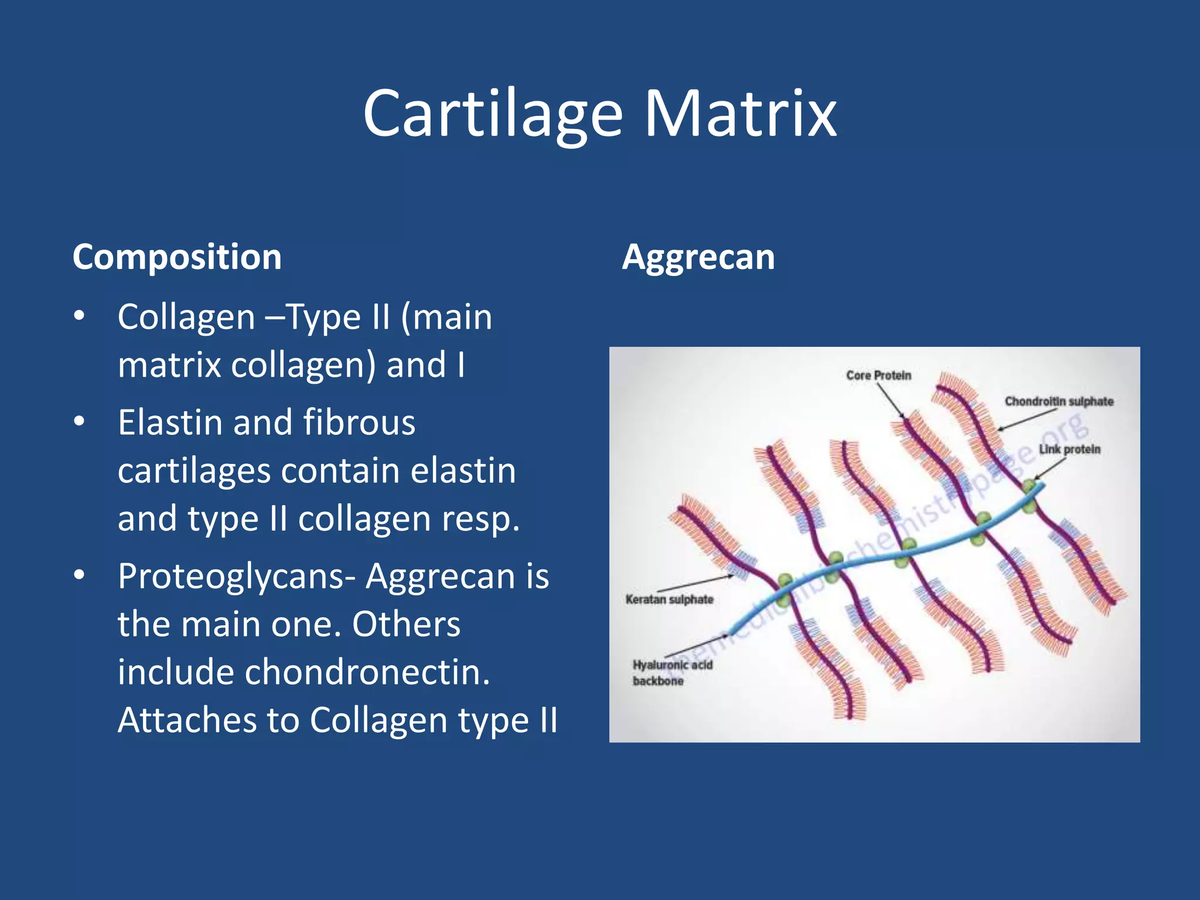 Cartilage Matrix
Composition
• Collagen –Type II (main
matrix collagen) and I
• Elastin and fibrous
cartilages contain elastin
and type II collagen resp.
• Proteoglycans- Aggrecan is
the main one. Others
include chondronectin.
Attaches to Collagen type II
Aggrecan
Core Protein
Chondroitin sulphate
Link protein
Keratan sulphate
Hyaluronic acid
backbone